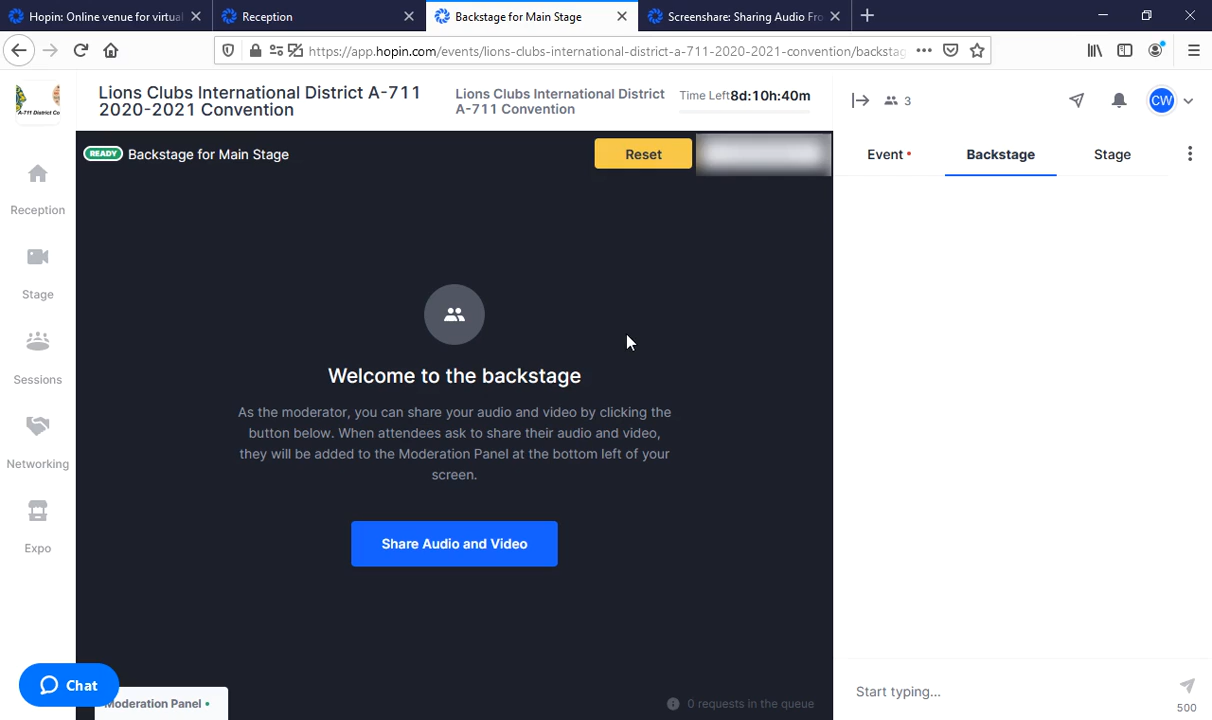 Hopin: Online venue for virtual
Reception
Backstage for Main Stage
Screenshare: Sharing Audio Fro
https://app.hopin.com/events/lions-clubs-international-district-a-711-2020-2021-convention/backstag
A-711 District Co
Lions Clubs International District A-711
2020-2021 Convention
Lions Clubs International District
A-711 Convention
Time Left 8d:10h:40m
3
CW
READY Backstage for Main Stage
Reset
Event
Backstage
Stage
Reception
Stage
Sessions
Networking
Expo
Welcome to the backstage
As the moderator, you can share your audio and video by clicking the
button below. When attendees ask to share their audio and video,
they will be added to the Moderation Panel at the bottom left of your
screen.
Share Audio and Video
Chat
Moderation Panel
0 requests in the queue
Start typing...
500